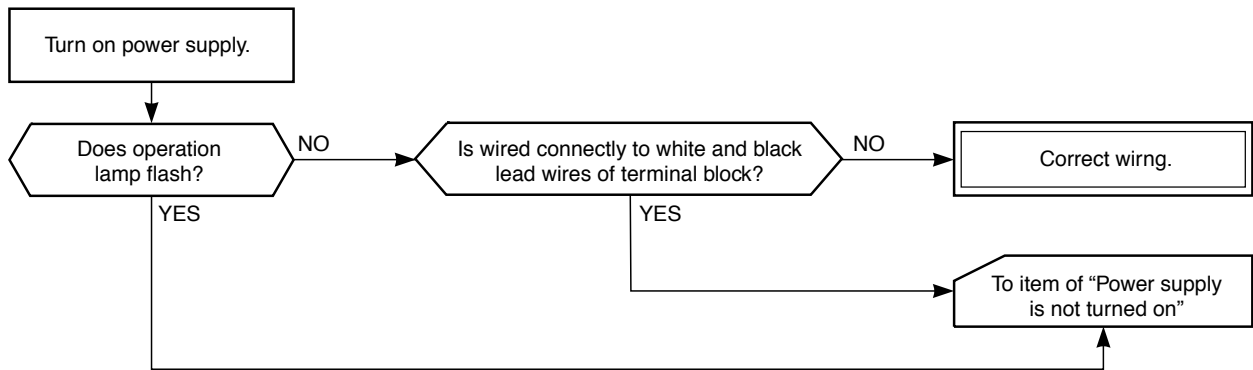 Turn on power supply.
Does operation
lamp flash?
NO
Is wired connectly to white and black
lead wires of terminal block?
NO
Correct wirng.
YES
YES
To item of “Power supply
is not turned on”